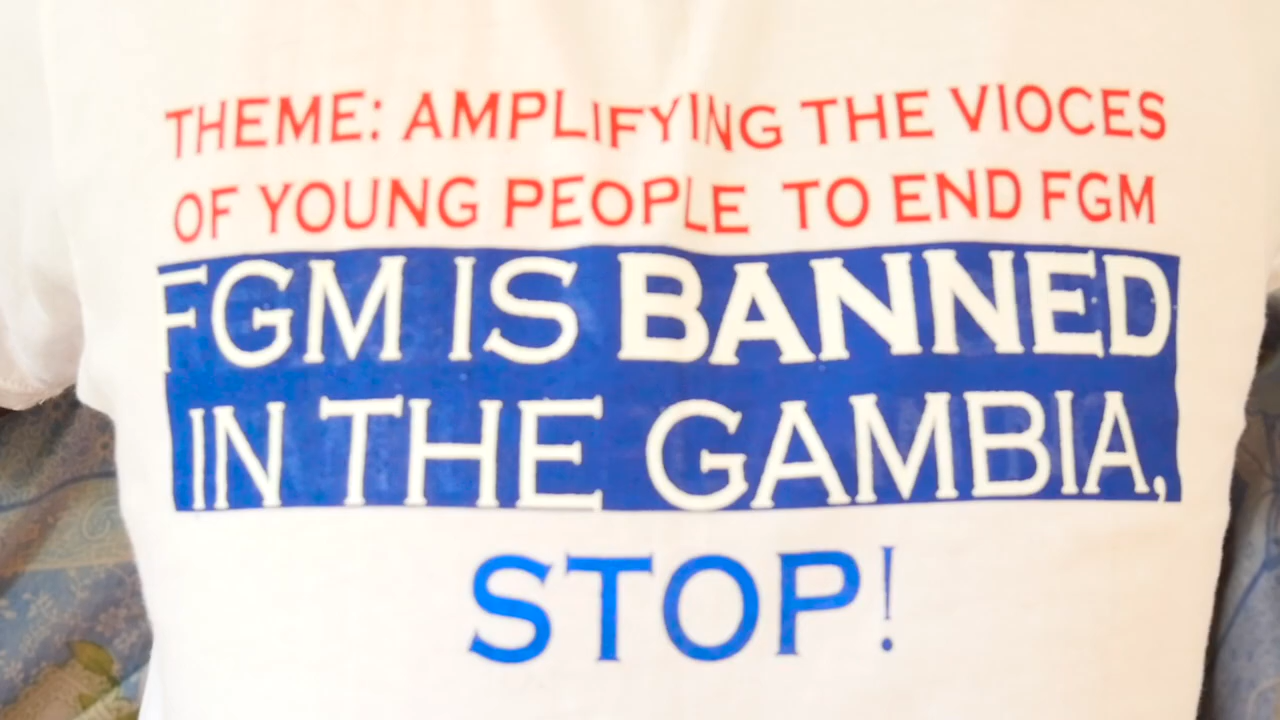 THEME: AMPLIFYING THE VIOCES
OF YOUNG PEOPLE TO END FGM
FGM IS BANNED
IN THE GAMBIA,
STOP!